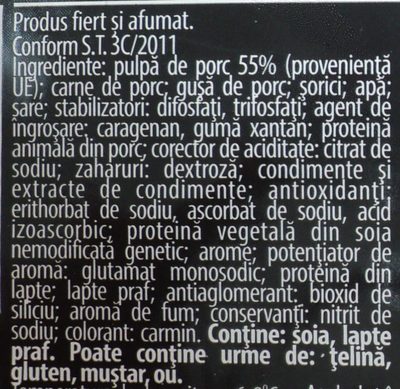 Produs fiert și afumat.
Conform S.T. 3C/2011
Ingrediente: pulpă de porc 55% (proveniență
UE); carne de porc; gușă de porc; șorici; apă;
sare; stabilizatori: difosfați, trifosfați; agent de
îngroșare; caragenan, gumă xantan; proteină
animală din porc, corector de aciditate: citrat de
sodiu; zaháruri: dextroză; condimente și
extracte de condimente; antioxidanți:
erithorbat de sodiu, ascorbat de sodiu, acid
izoascorbic; proteină vegetală din soia
nemodificată genetic; arome; potențiator de
aromă: glutamat monosodic; proteină din
lapte; lapte praf; antiaglomerant: bioxid de
siliciu; aromă de fum; conservanți: nitrit de
sodiu; colorant: carmin. Conține: soia, lapte
praf. Poate conține urme de: țelină,
gluten, muștar, ou.